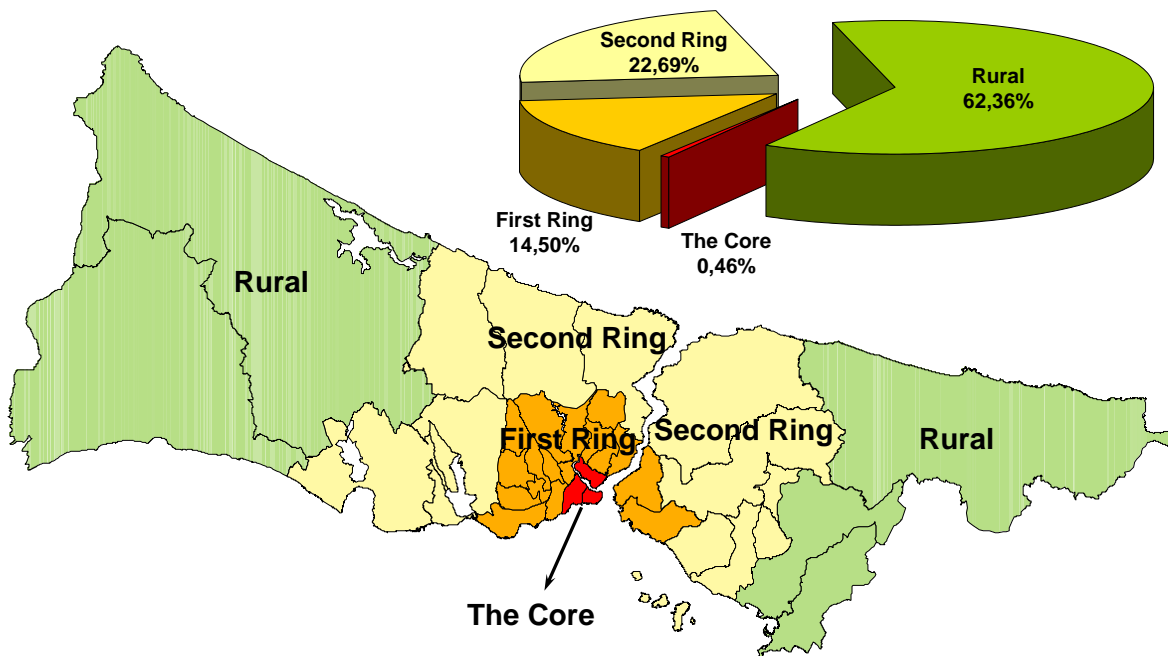 Second Ring
22,69%
Rural
62,36%
First Ring
14,50%
The Core
0,46%
Rural
Second Ring
First Ring
Second Ring
Rural
The Core